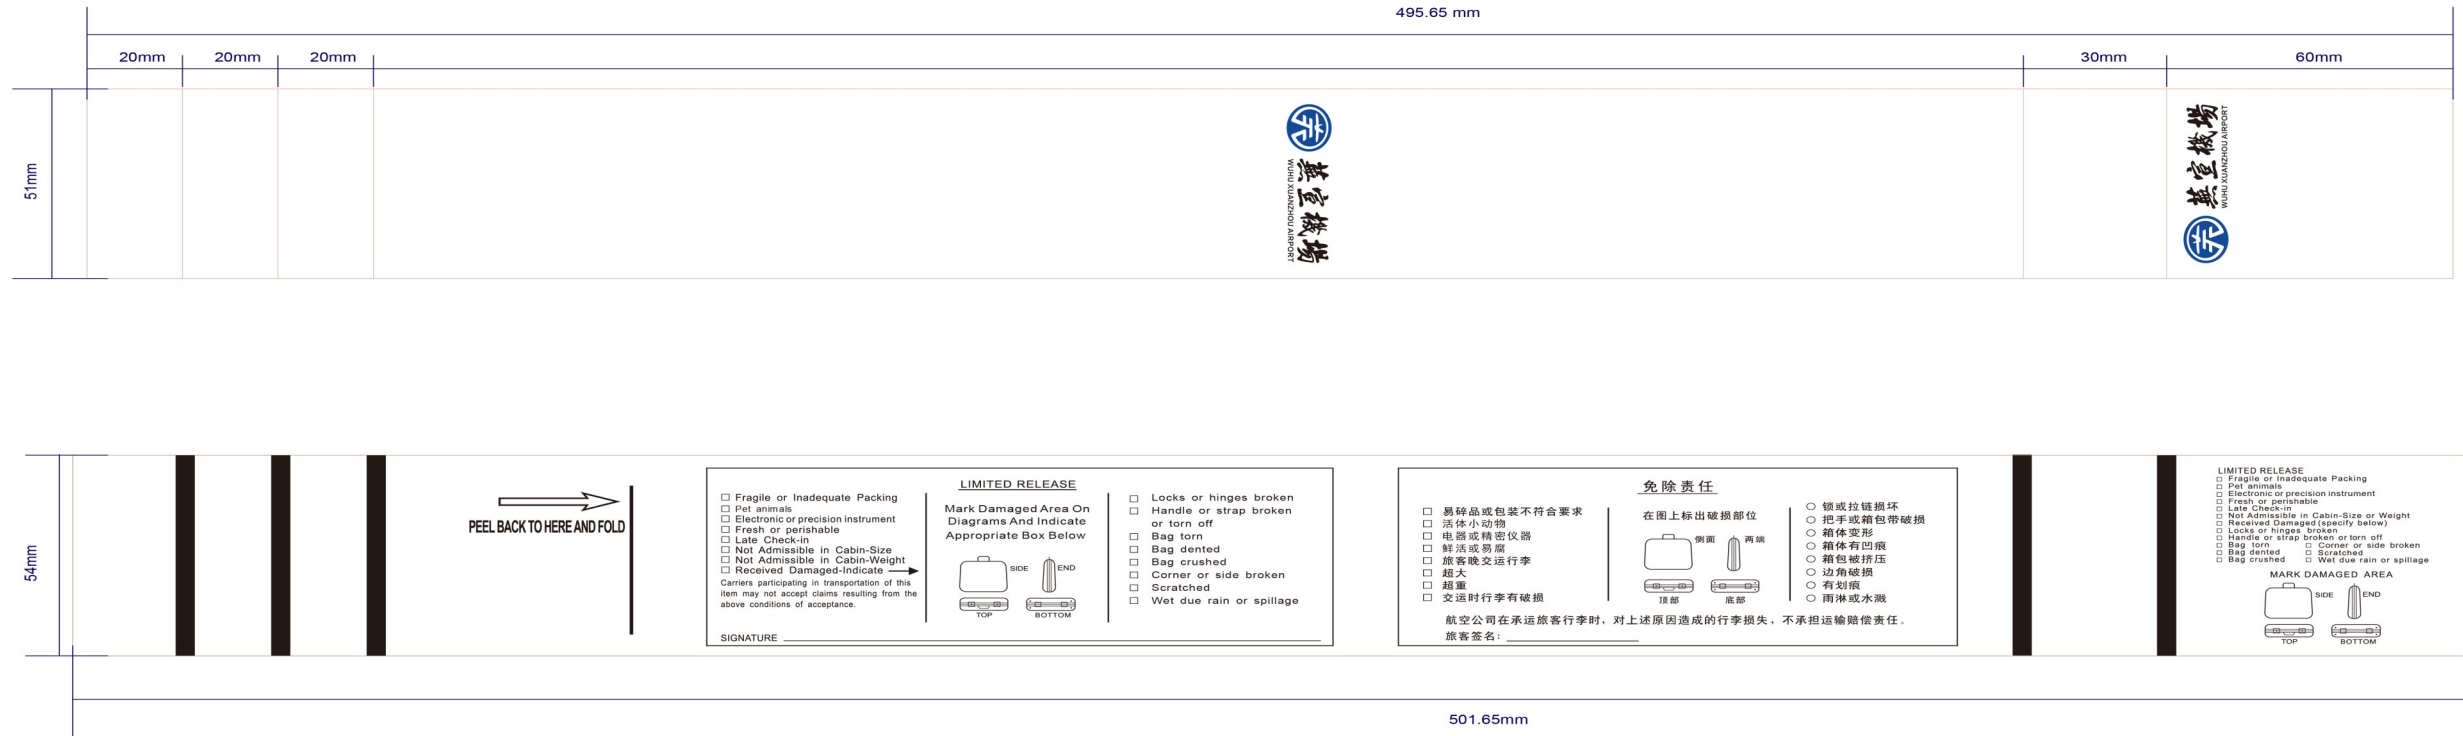 495.65 mm
20mm
20mm
20mm
30mm
60mm
51mm
蕪宣機場
WUHU XUANZHOU AIRPORT
蕪宣機場
WUHU XUANZHOU AIRPORT
54mm
PEEL BACK TO HERE AND FOLD
LIMITED RELEASE
□ Fragile or Inadequate Packing
□ Pet animals
□ Electronic or precision instrument
□ Fresh or perishable
□ Late Check-in
□ Not Admissible in Cabin-Size
□ Not Admissible in Cabin-Weight
□ Received Damaged-Indicate
Carriers participating in transportation of this
item may not accept claims resulting from the
above conditions of acceptance.
Mark Damaged Area On
Diagrams And Indicate
Appropriate Box Below
SIDE
END
TOP
BOTTOM
□ Locks or hinges broken
□ Handle or strap broken
or torn off
□ Bag torn
□ Bag dented
□ Bag crushed
□ Corner or side broken
□ Scratched
□ Wet due rain or spillage
SIGNATURE
免除责任
□ 易碎品或包装不符合要求
□ 活体小动物
□ 电器或精密仪器
□ 鲜活或易腐
□ 旅客晚交运行李
□ 超大
□ 超重
□ 交运时行李有破损
在图上标出破损部位
侧面
两端
顶部
底部
○ 锁或拉链损坏
○ 把手或箱包带破损
○ 箱体变形
○ 箱体有凹痕
○ 箱包被挤压
○ 边角破损
○ 有划痕
○ 雨淋或水溅
航空公司在承运旅客行李时，对上述原因造成的行李损失，不承担运输赔偿责任。
旅客签名：
LIMITED RELEASE
□ Fragile or Inadequate Packing
□ Pet animals
□ Electronic or precision instrument
□ Fresh or perishable
□ Late Check-in
□ Not Admissible in Cabin-Size or Weight
□ Received Damaged (specify below)
□ Locks or hinges broken
□ Handle or strap broken or torn off
□ Bag torn □ Corner or side broken
□ Bag dented □ Scratched
□ Bag crushed □ Wet due rain or spillage
MARK DAMAGED AREA
SIDE
END
TOP
BOTTOM
501.65mm